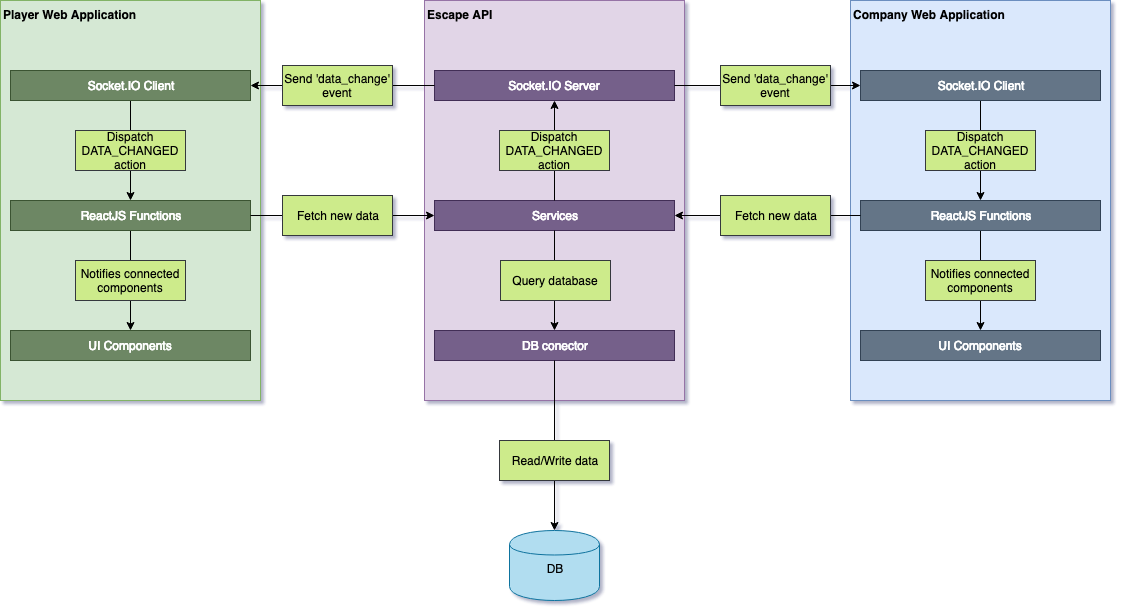 Player Web Application
Escape API
Company Web Application
Socket.IO Client
Send 'data_change'
event
Socket.IO Server
Send 'data_change'
event
Socket.IO Client
Dispatch
DATA_CHANGED
action
Dispatch
DATA_CHANGED
action
Dispatch
DATA_CHANGED
action
ReactJS Functions
Fetch new data
Services
Fetch new data
ReactJS Functions
Notifies connected
components
Query database
Notifies connected
components
UI Components
DB conector
UI Components
Read/Write data
DB